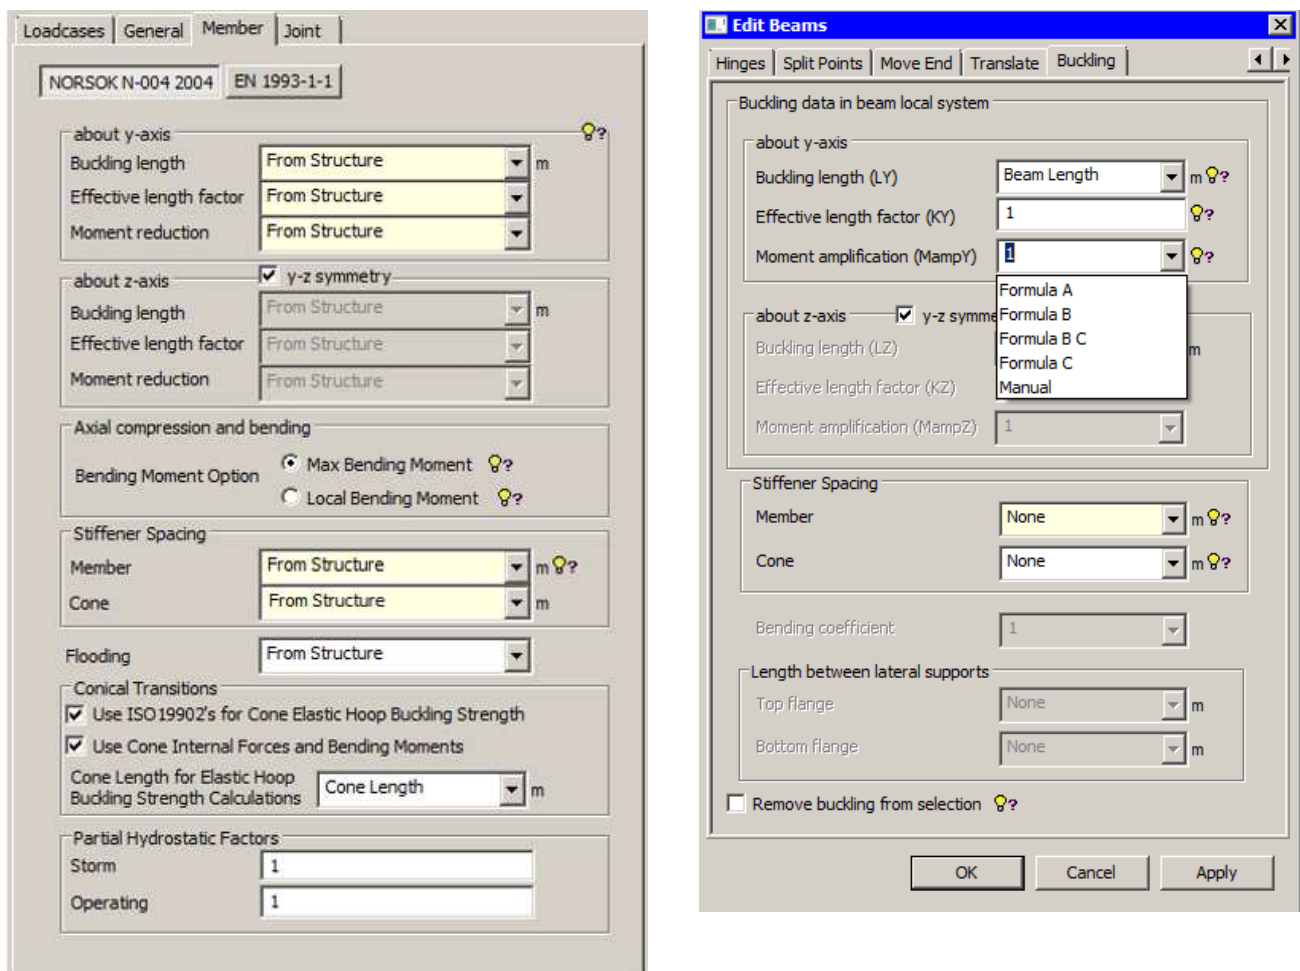 Loadcases General Member Joint
NORSOK N-004 2004 EN 1993-1-1
about y-axis
Buckling length From Structure m
Effective length factor From Structure
Moment reduction From Structure
about z-axis y-z symmetry
Buckling length From Structure m
Effective length factor From Structure
Moment reduction From Structure
Axial compression and bending
Bending Moment Option
Max Bending Moment
Local Bending Moment
Stiffener Spacing
Member From Structure m
Cone From Structure m
Flooding From Structure
Conical Transitions
Use ISO19902's for Cone Elastic Hoop Buckling Strength
Use Cone Internal Forces and Bending Moments
Cone Length for Elastic Hoop
Buckling Strength Calculations Cone Length m
Partial Hydrostatic Factors
Storm 1
Operating 1
Edit Beams
Hinges Split Points Move End Translate Buckling
Buckling data in beam local system
about y-axis
Buckling length (LY) Beam Length m
Effective length factor (KY) 1
Moment amplification (MampY) 1
Formula A
Formula B
Formula B C
Formula C
Manual
about z-axis y-z symme
Buckling length (LZ) m
Effective length factor (KZ)
Moment amplification (MampZ) 1
Stiffener Spacing
Member None m
Cone None m
Bending coefficient 1
Length between lateral supports
Top flange None m
Bottom flange None m
Remove buckling from selection
OK Cancel Apply